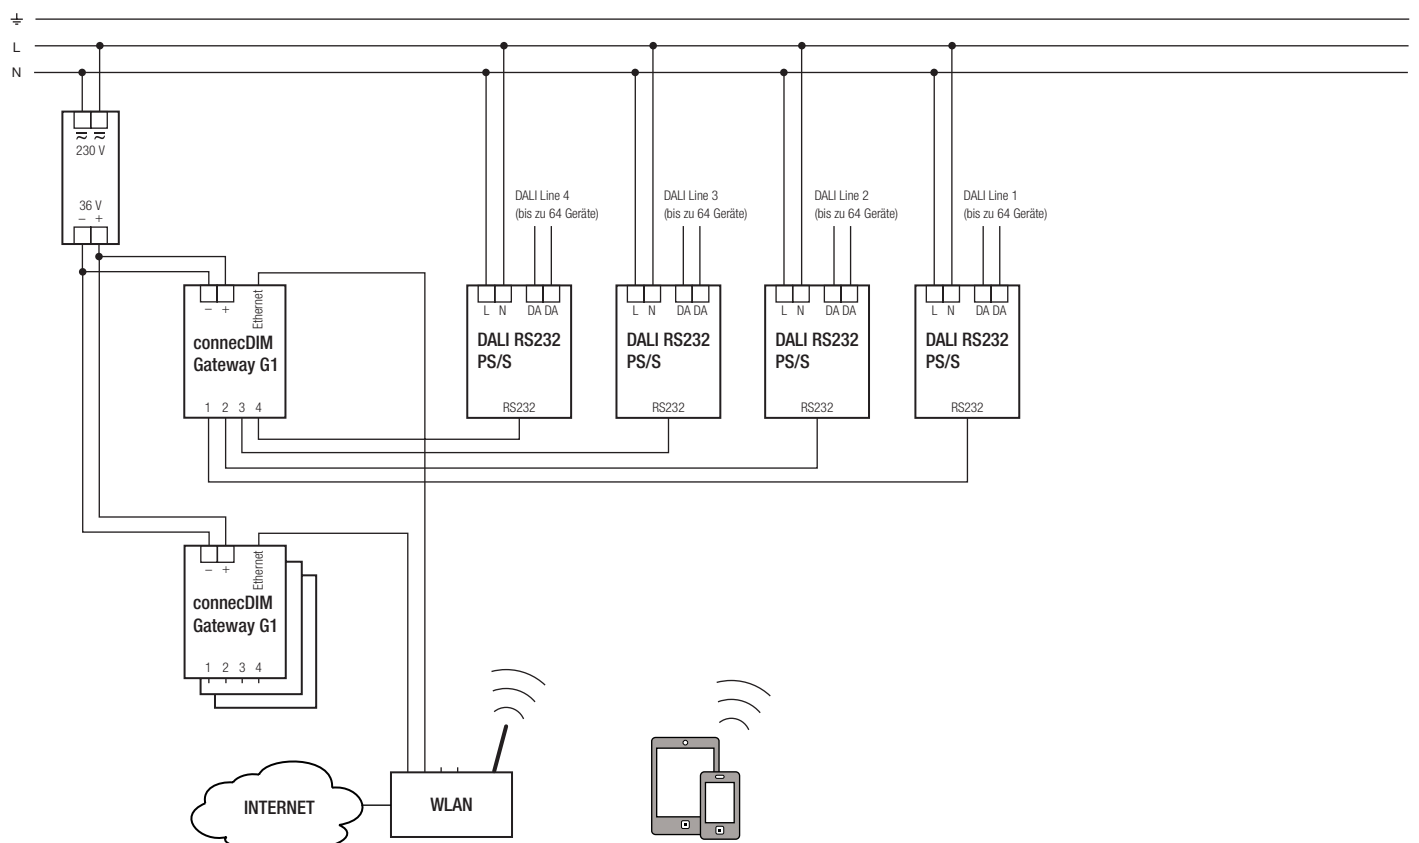 L
N
230 V
36 V
– +
DALI Line 4
(bis zu 64 Geräte)
DALI Line 3
(bis zu 64 Geräte)
DALI Line 2
(bis zu 64 Geräte)
DALI Line 1
(bis zu 64 Geräte)
– +
Ethernet
connecDIM
Gateway G1
1 2 3 4
L N DA DA
DALI RS232
PS/S
RS232
L N DA DA
DALI RS232
PS/S
RS232
L N DA DA
DALI RS232
PS/S
RS232
L N DA DA
DALI RS232
PS/S
RS232
– +
Ethernet
connecDIM
Gateway G1
1 2 3 4
INTERNET
WLAN